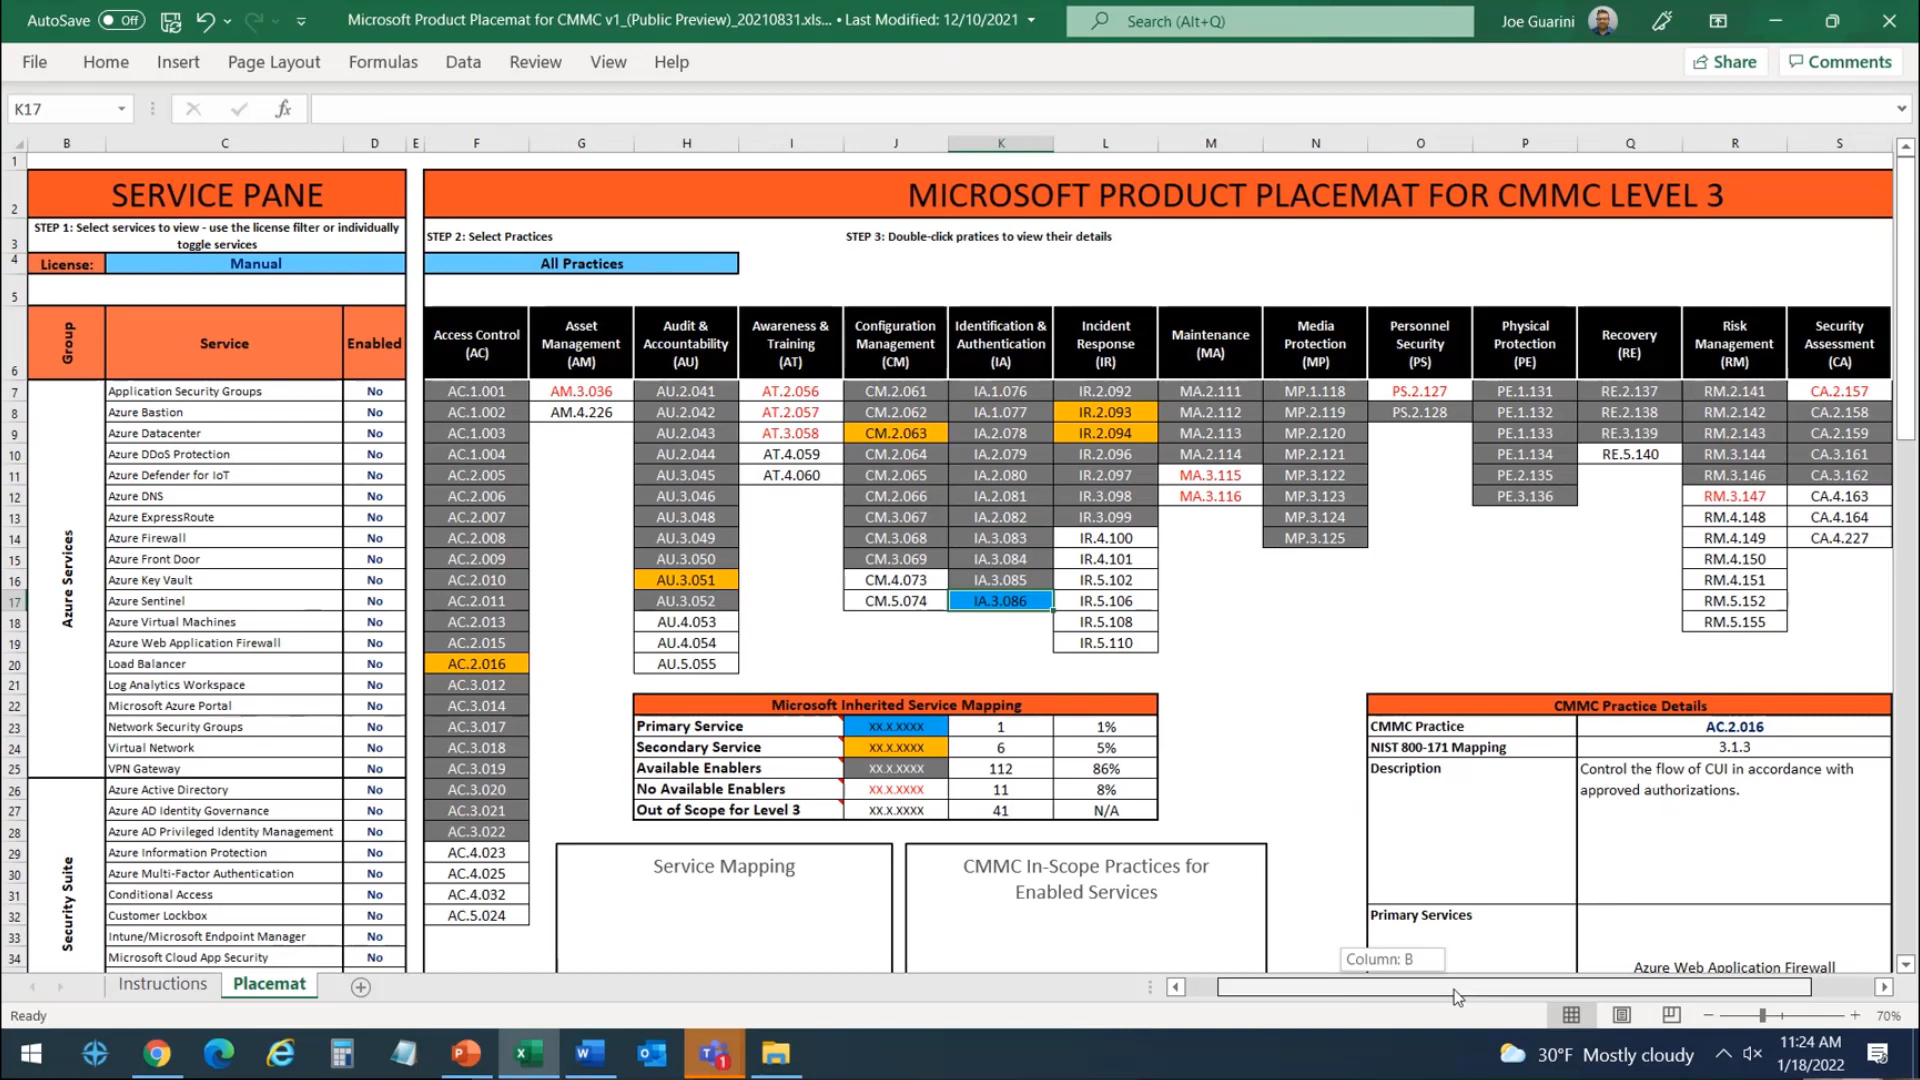 AutoSave Off Microsoft Product Placemat for CMMC v1_(Public Preview)_20210831.xls... • Last Modified: 12/10/2021 Search (Alt+Q) Joe Guarini
File Home Insert Page Layout Formulas Data Review View Help Share Comments
K17 fx
B C D E F G H I J K L M N O P Q R S
1
2 SERVICE PANE MICROSOFT PRODUCT PLACEMAT FOR CMMC LEVEL 3
STEP 1: Select services to view - use the license filter or individually
3 toggle services STEP 2: Select Practices STEP 3: Double-click pratices to view their details
4 License: Manual All Practices
5
6 Group Service Enabled Access Control (AC) Asset Management (AM) Audit & Accountability (AU) Awareness & Training (AT) Configuration Management (CM) Identification & Authentication (IA) Incident Response (IR) Maintenance (MA) Media Protection (MP) Personnel Security (PS) Physical Protection (PE) Recovery (RE) Risk Management (RM) Security Assessment (CA)
7 Application Security Groups No AC.1.001 AM.3.036 AU.2.041 AT.2.056 CM.2.061 IA.1.076 IR.2.092 MA.2.111 MP.1.118 PS.2.127 PE.1.131 RE.2.137 RM.2.141 CA.2.157
8 Azure Bastion No AC.1.002 AM.4.226 AU.2.042 AT.2.057 CM.2.062 IA.1.077 IR.2.093 MA.2.112 MP.2.119 PS.2.128 PE.1.132 RE.2.138 RM.2.142 CA.2.158
9 Azure Datacenter No AC.1.003 AU.2.043 AT.3.058 CM.2.063 IA.2.078 IR.2.094 MA.2.113 MP.2.120 PE.1.133 RE.3.139 RM.2.143 CA.2.159
10 Azure DDoS Protection No AC.1.004 AU.2.044 AT.4.059 CM.2.064 IA.2.079 IR.2.096 MA.2.114 MP.2.121 PE.1.134 RE.5.140 RM.3.144 CA.3.161
11 Azure Defender for IoT No AC.2.005 AU.3.045 AT.4.060 CM.2.065 IA.2.080 IR.2.097 MA.3.115 MP.3.122 PE.2.135 RM.3.146 CA.3.162
12 Azure DNS No AC.2.006 AU.3.046 CM.2.066 IA.2.081 IR.3.098 MA.3.116 MP.3.123 PE.3.136 RM.3.147 CA.4.163
13 Azure ExpressRoute No AC.2.007 AU.3.048 CM.3.067 IA.2.082 IR.3.099 MP.3.124 RM.4.148 CA.4.164
14 Azure Firewall No AC.2.008 AU.3.049 CM.3.068 IA.3.083 IR.4.100 MP.3.125 RM.4.149 CA.4.227
15 Azure Front Door No AC.2.009 AU.3.050 CM.3.069 IA.3.084 IR.4.101 RM.4.150
16 Azure Key Vault No AC.2.010 AU.3.051 CM.4.073 IA.3.085 IR.5.102 RM.4.151
17 Azure Services Azure Sentinel No AC.2.011 AU.3.052 CM.5.074 IA.3.086 IR.5.106 RM.5.152
18 Azure Virtual Machines No AC.2.013 AU.4.053 IR.5.108 RM.5.155
19 Azure Web Application Firewall No AC.2.015 AU.4.054 IR.5.110
20 Load Balancer No AC.2.016 AU.5.055
21 Log Analytics Workspace No AC.3.012
22 Microsoft Azure Portal No AC.3.014 Microsoft Inherited Service Mapping CMMC Practice Details
23 Network Security Groups No AC.3.017 Primary Service XX.X.XXXX 1 1% CMMC Practice AC.2.016
24 Virtual Network No AC.3.018 Secondary Service XX.X.XXXX 6 5% NIST 800-171 Mapping 3.1.3
25 VPN Gateway No AC.3.019 Available Enablers XX.X.XXXX 112 86% Description Control the flow of CUI in accordance with
26 Azure Active Directory No AC.3.020 No Available Enablers XX.X.XXXX 11 8% approved authorizations.
27 Azure AD Identity Governance No AC.3.021 Out of Scope for Level 3 XX.X.XXXX 41 N/A
28 Azure AD Privileged Identity Management No AC.3.022
29 Azure Information Protection No AC.4.023 Service Mapping CMMC In-Scope Practices for
30 Azure Multi-Factor Authentication No AC.4.025 Enabled Services
31 Security Suite Conditional Access No AC.4.032
32 Customer Lockbox No AC.5.024 Primary Services
33 Intune/Microsoft Endpoint Manager No
34 Microsoft Cloud App Security No Column: B Azure Web Application Firewall
Instructions Placemat
Ready 70%
1 30°F Mostly cloudy 11:24 AM
1/18/2022